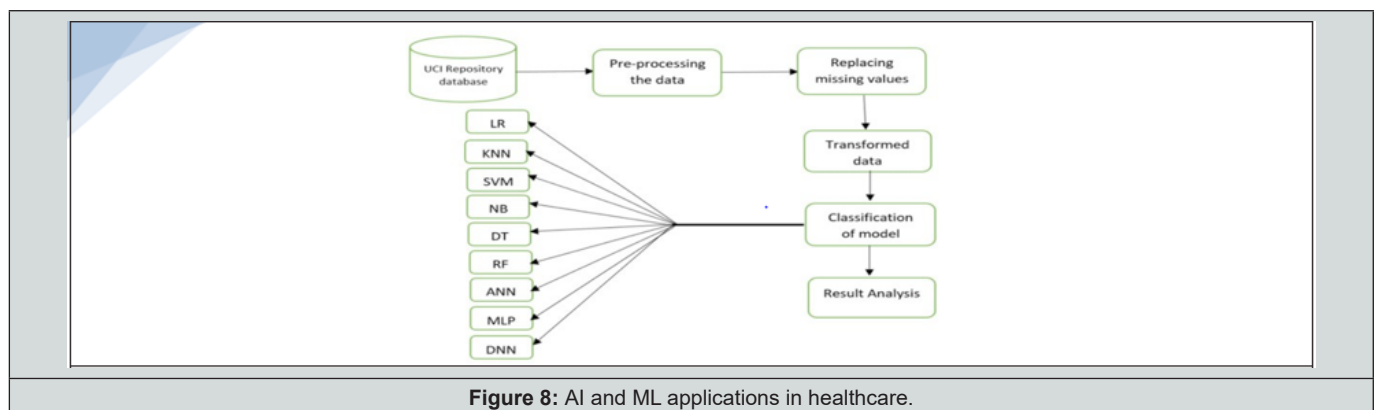 UCI Repository
database
Pre-processing
the data
Replacing
missing values
Transformed
data
Classification
of model
Result Analysis
LR
KNN
SVM
NB
DT
RF
ANN
MLP
DNN
Figure 8: AI and ML applications in healthcare.